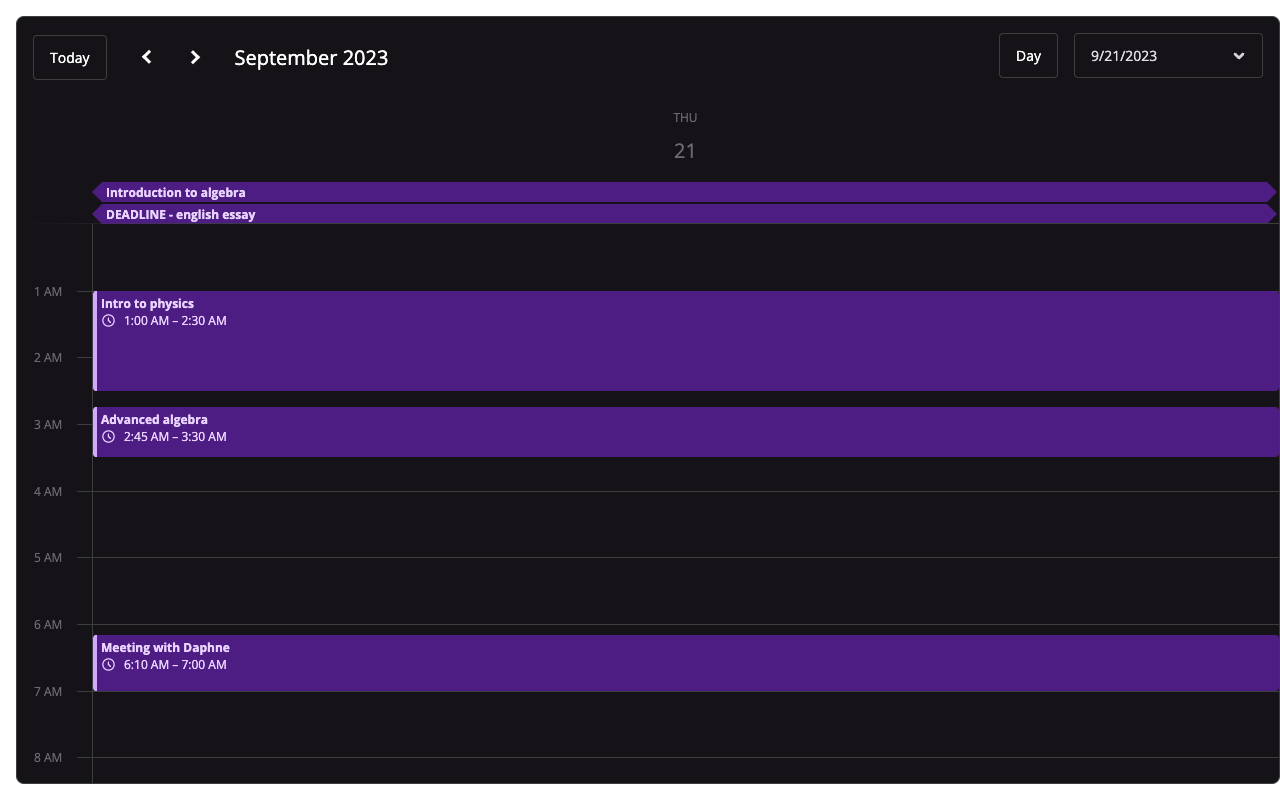 Today
September 2023
Day
9/21/2023
THU
21
Introduction to algebra
DEADLINE - english essay
1 AM
Intro to physics
1:00 AM – 2:30 AM
2 AM
Advanced algebra
3 AM
2:45 AM – 3:30 AM
4 AM
5 AM
6 AM
Meeting with Daphne
6:10 AM – 7:00 AM
7 AM
8 AM